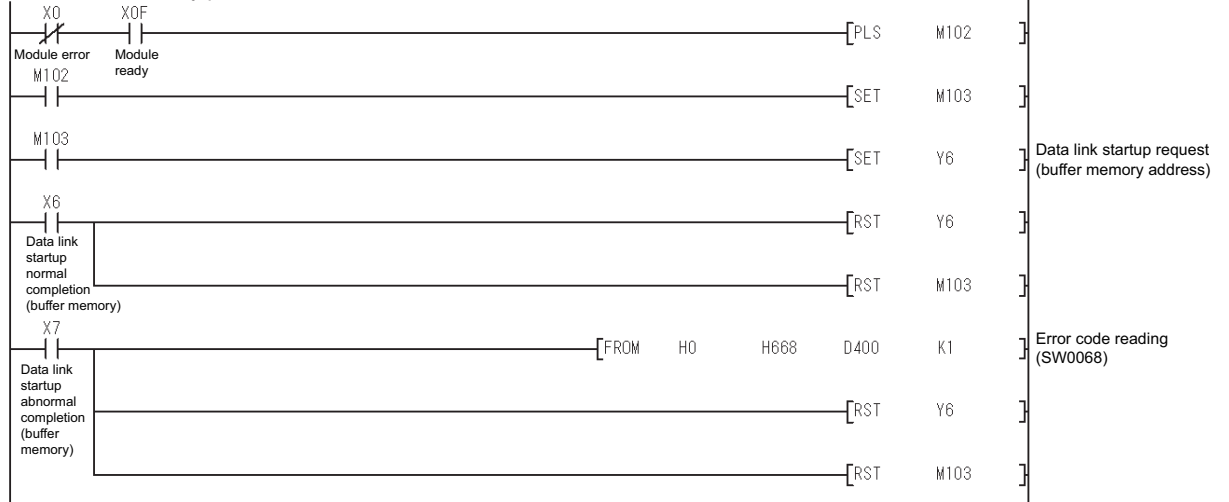 X0 X0F
[PLS M102 ]
Module error Module
ready
M102
[SET M103 ]
M103
[SET Y6 ] Data link startup request
(buffer memory address)
X6
[RST Y6 ]
Data link
startup
normal
completion
(buffer memory)
[RST M103 ]
X7
[FROM H0 H668 D400 K1 ] Error code reading
(SW0068)
Data link
startup
abnormal
completion
(buffer
memory)
[RST Y6 ]
[RST M103 ]